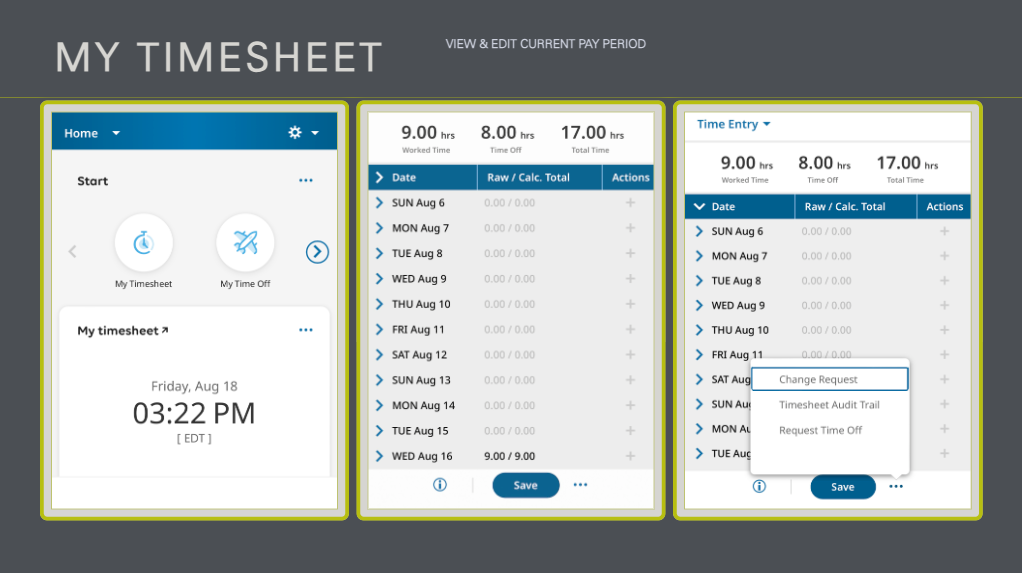 MY TIMESHEET
VIEW & EDIT CURRENT PAY PERIOD
Home
Start
My Timesheet My Time Off
My timesheet
Friday, Aug 18
03:22 PM
[ EDT ]
9.00 hrs 8.00 hrs 17.00 hrs
Worked Time Time Off Total Time
Date Raw / Calc. Total Actions
SUN Aug 6 0.00 / 0.00 +
MON Aug 7 0.00 / 0.00 +
TUE Aug 8 0.00 / 0.00 +
WED Aug 9 0.00 / 0.00 +
THU Aug 10 0.00 / 0.00 +
FRI Aug 11 0.00 / 0.00 +
SAT Aug 12 0.00 / 0.00 +
SUN Aug 13 0.00 / 0.00 +
MON Aug 14 0.00 / 0.00 +
TUE Aug 15 0.00 / 0.00 +
WED Aug 16 9.00 / 9.00 +
Save
Time Entry
9.00 hrs 8.00 hrs 17.00 hrs
Worked Time Time Off Total Time
Date Raw / Calc. Total Actions
SUN Aug 6 0.00 / 0.00 +
MON Aug 7 0.00 / 0.00 +
TUE Aug 8 0.00 / 0.00 +
WED Aug 9 0.00 / 0.00 +
THU Aug 10 0.00 / 0.00 +
FRI Aug 11 0.00 / 0.00 +
SAT Aug +
SUN Au +
MON Au +
TUE Aug +
Change Request
Timesheet Audit Trail
Request Time Off
Save